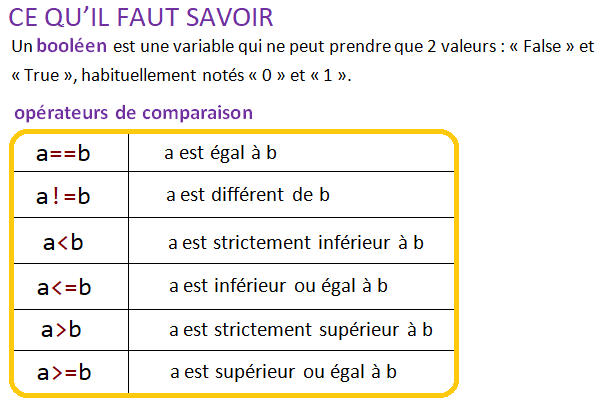 CE QU’IL FAUT SAVOIR
Un booléen est une variable qui ne peut prendre que 2 valeurs : « False » et
« True », habituellement notés « 0 » et « 1 ».
opérateurs de comparaison
a==b a est égal à b
a!=b a est différent de b
a<b a est strictement inférieur à b
a<=b a est inférieur ou égal à b
a>b a est strictement supérieur à b
a>=b a est supérieur ou égal à b